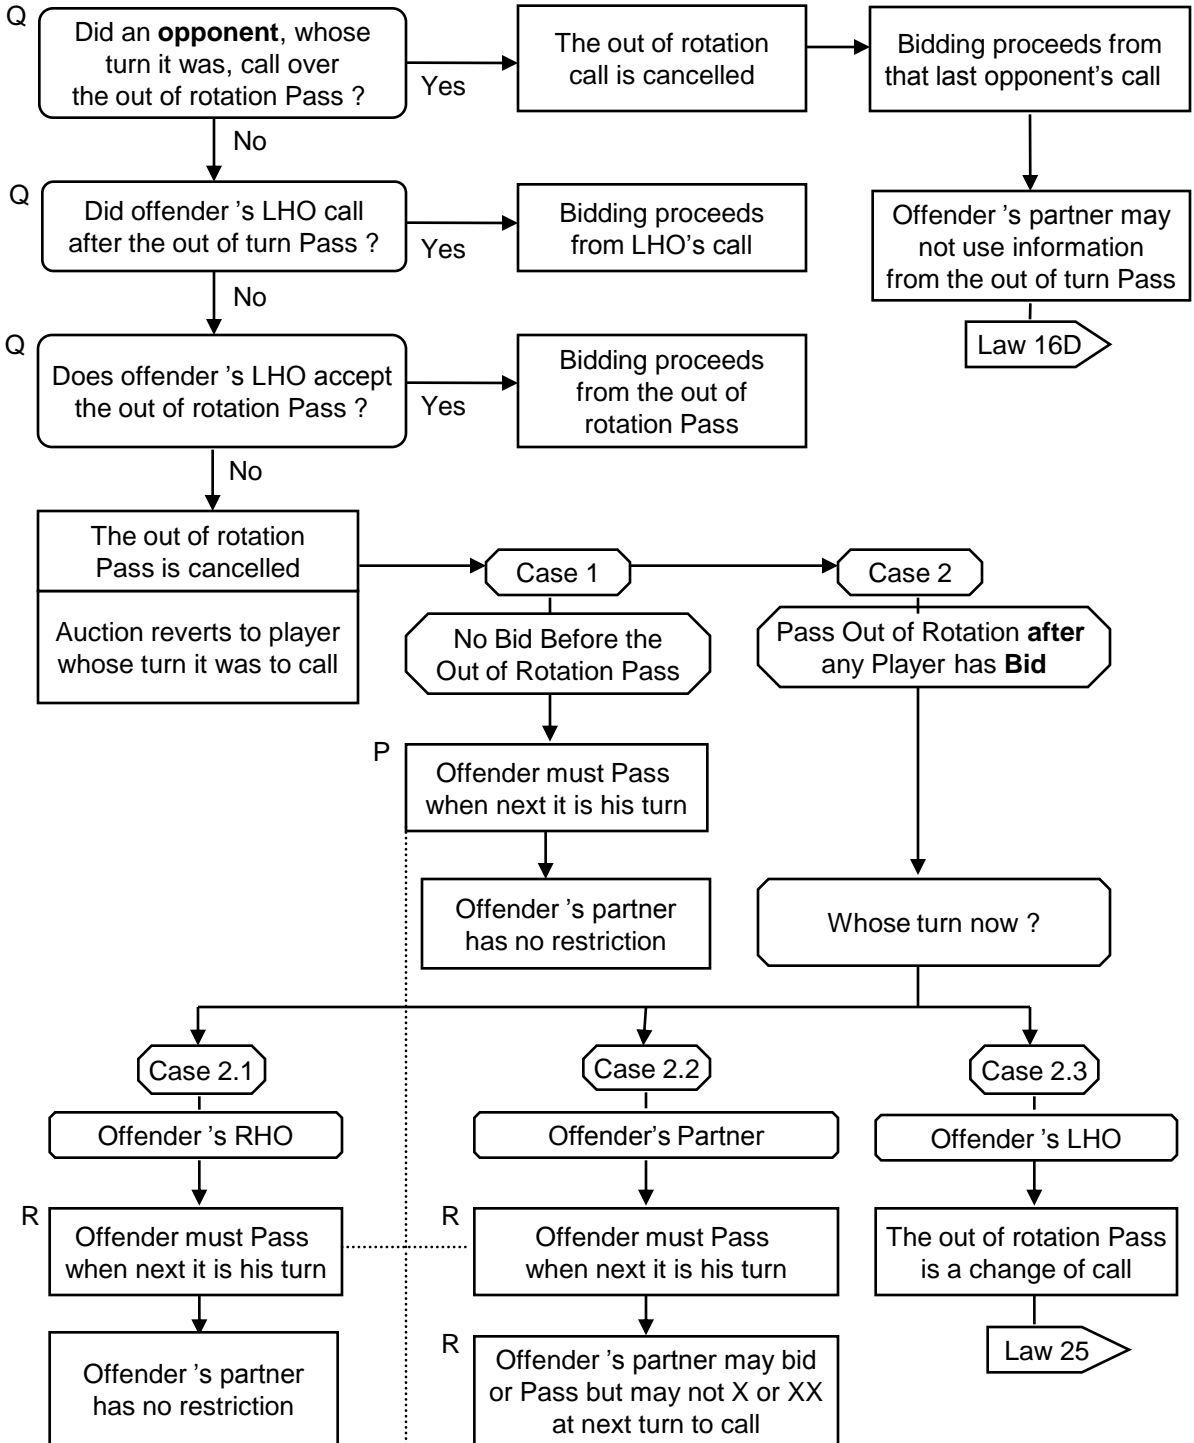 Q
Did an opponent, whose
turn it was, call over
the out of rotation Pass ?
Yes
The out of rotation
call is cancelled
Bidding proceeds from
that last opponent’s call
No
Q
Did offender ’s LHO call
after the out of turn Pass ?
Yes
Bidding proceeds
from LHO’s call
Offender ’s partner may
not use information
from the out of turn Pass
Law 16D
No
Q
Does offender ’s LHO accept
the out of rotation Pass ?
Yes
Bidding proceeds
from the out of
rotation Pass
No
The out of rotation
Pass is cancelled
Auction reverts to player
whose turn it was to call
Case 1
Case 2
No Bid Before the
Out of Rotation Pass
Pass Out of Rotation after
any Player has Bid
P
Offender must Pass
when next it is his turn
Offender ’s partner
has no restriction
Whose turn now ?
Case 2.1
Case 2.2
Case 2.3
Offender ’s RHO
Offender's Partner
Offender ’s LHO
R
Offender must Pass
when next it is his turn
R
Offender must Pass
when next it is his turn
The out of rotation Pass
is a change of call
Law 25
Offender ’s partner
has no restriction
R
Offender ’s partner may bid
or Pass but may not X or XX
at next turn to call